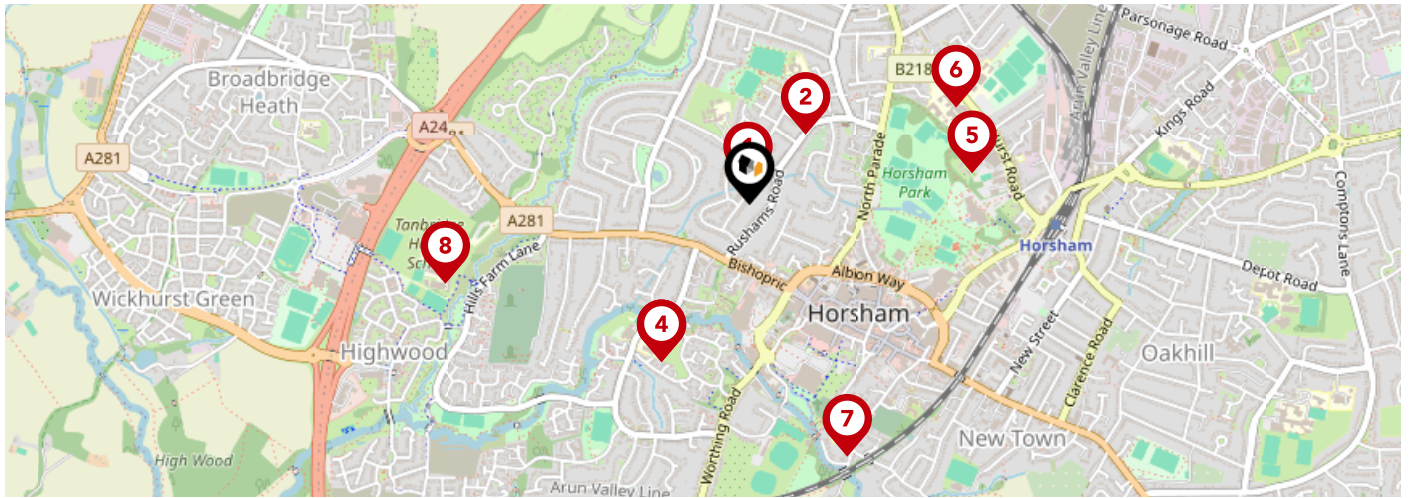 Parsonage Road
Arun Valley Line
Broadbridge
Heath
B218
6
2
Kings Road
A24
A281
5
Horsham
Park
North Parade
Rushams Road
Comptons Lane
A281
Tanbridge
8
Hills Farm Lane
Horsham
Bishopric
Albion Way
Depot Road
Wickhurst Green
Horsham
4
New Street
Highwood
Clarence Road
Oakhill
Worthing Road
7
New Town
High Wood
Arun Valley Line